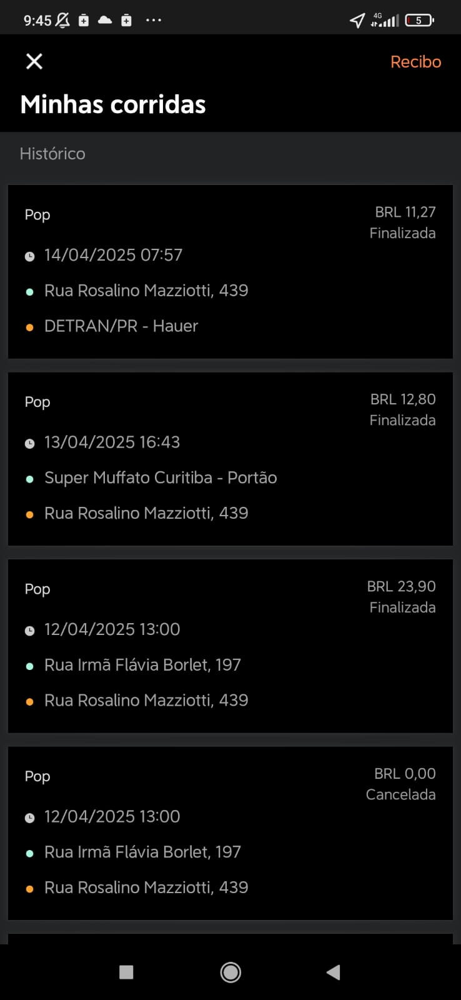 9:45
4G
5
Recibo
Minhas corridas
Histórico
Pop
BRL 11,27
Finalizada
14/04/2025 07:57
Rua Rosalino Mazziotti, 439
DETRAN/PR - Hauer
Pop
BRL 12,80
Finalizada
13/04/2025 16:43
Super Muffato Curitiba - Portão
Rua Rosalino Mazziotti, 439
Pop
BRL 23,90
Finalizada
12/04/2025 13:00
Rua Irmã Flávia Borlet, 197
Rua Rosalino Mazziotti, 439
Pop
BRL 0,00
Cancelada
12/04/2025 13:00
Rua Irmã Flávia Borlet, 197
Rua Rosalino Mazziotti, 439